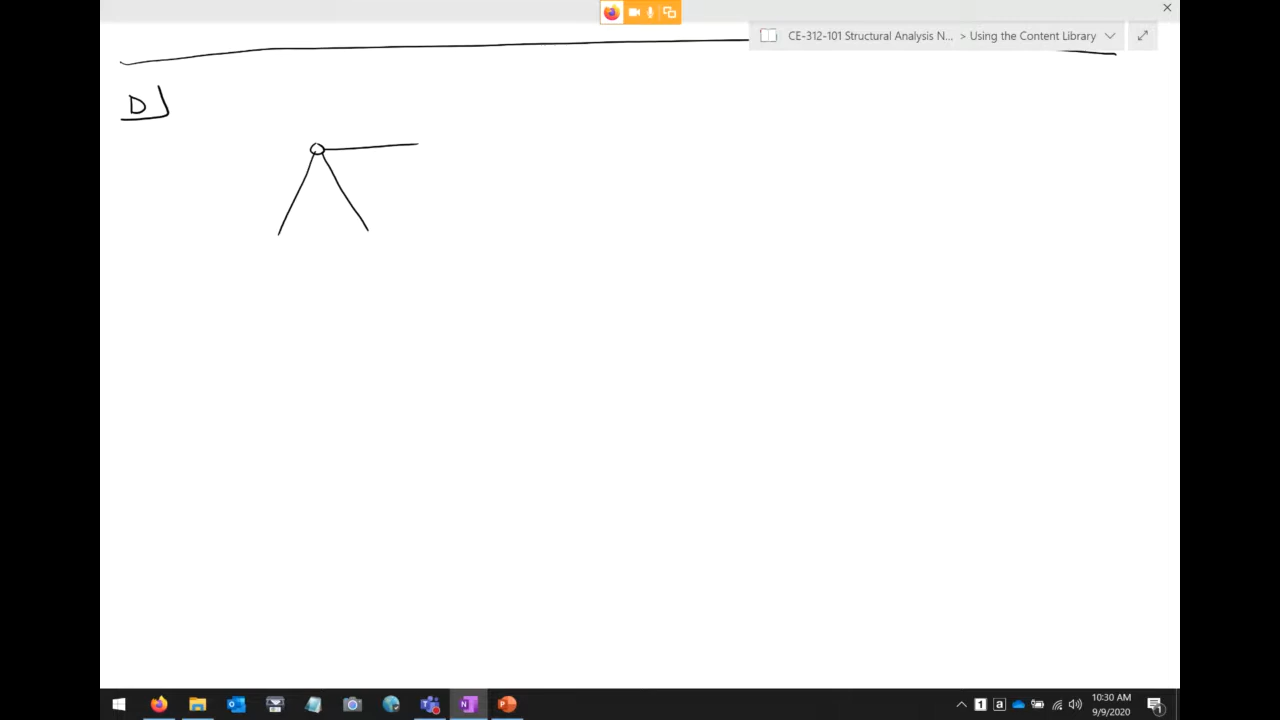 CE-312-101 Structural Analysis N... > Using the Content Library
D)
10:30 AM
9/9/2020